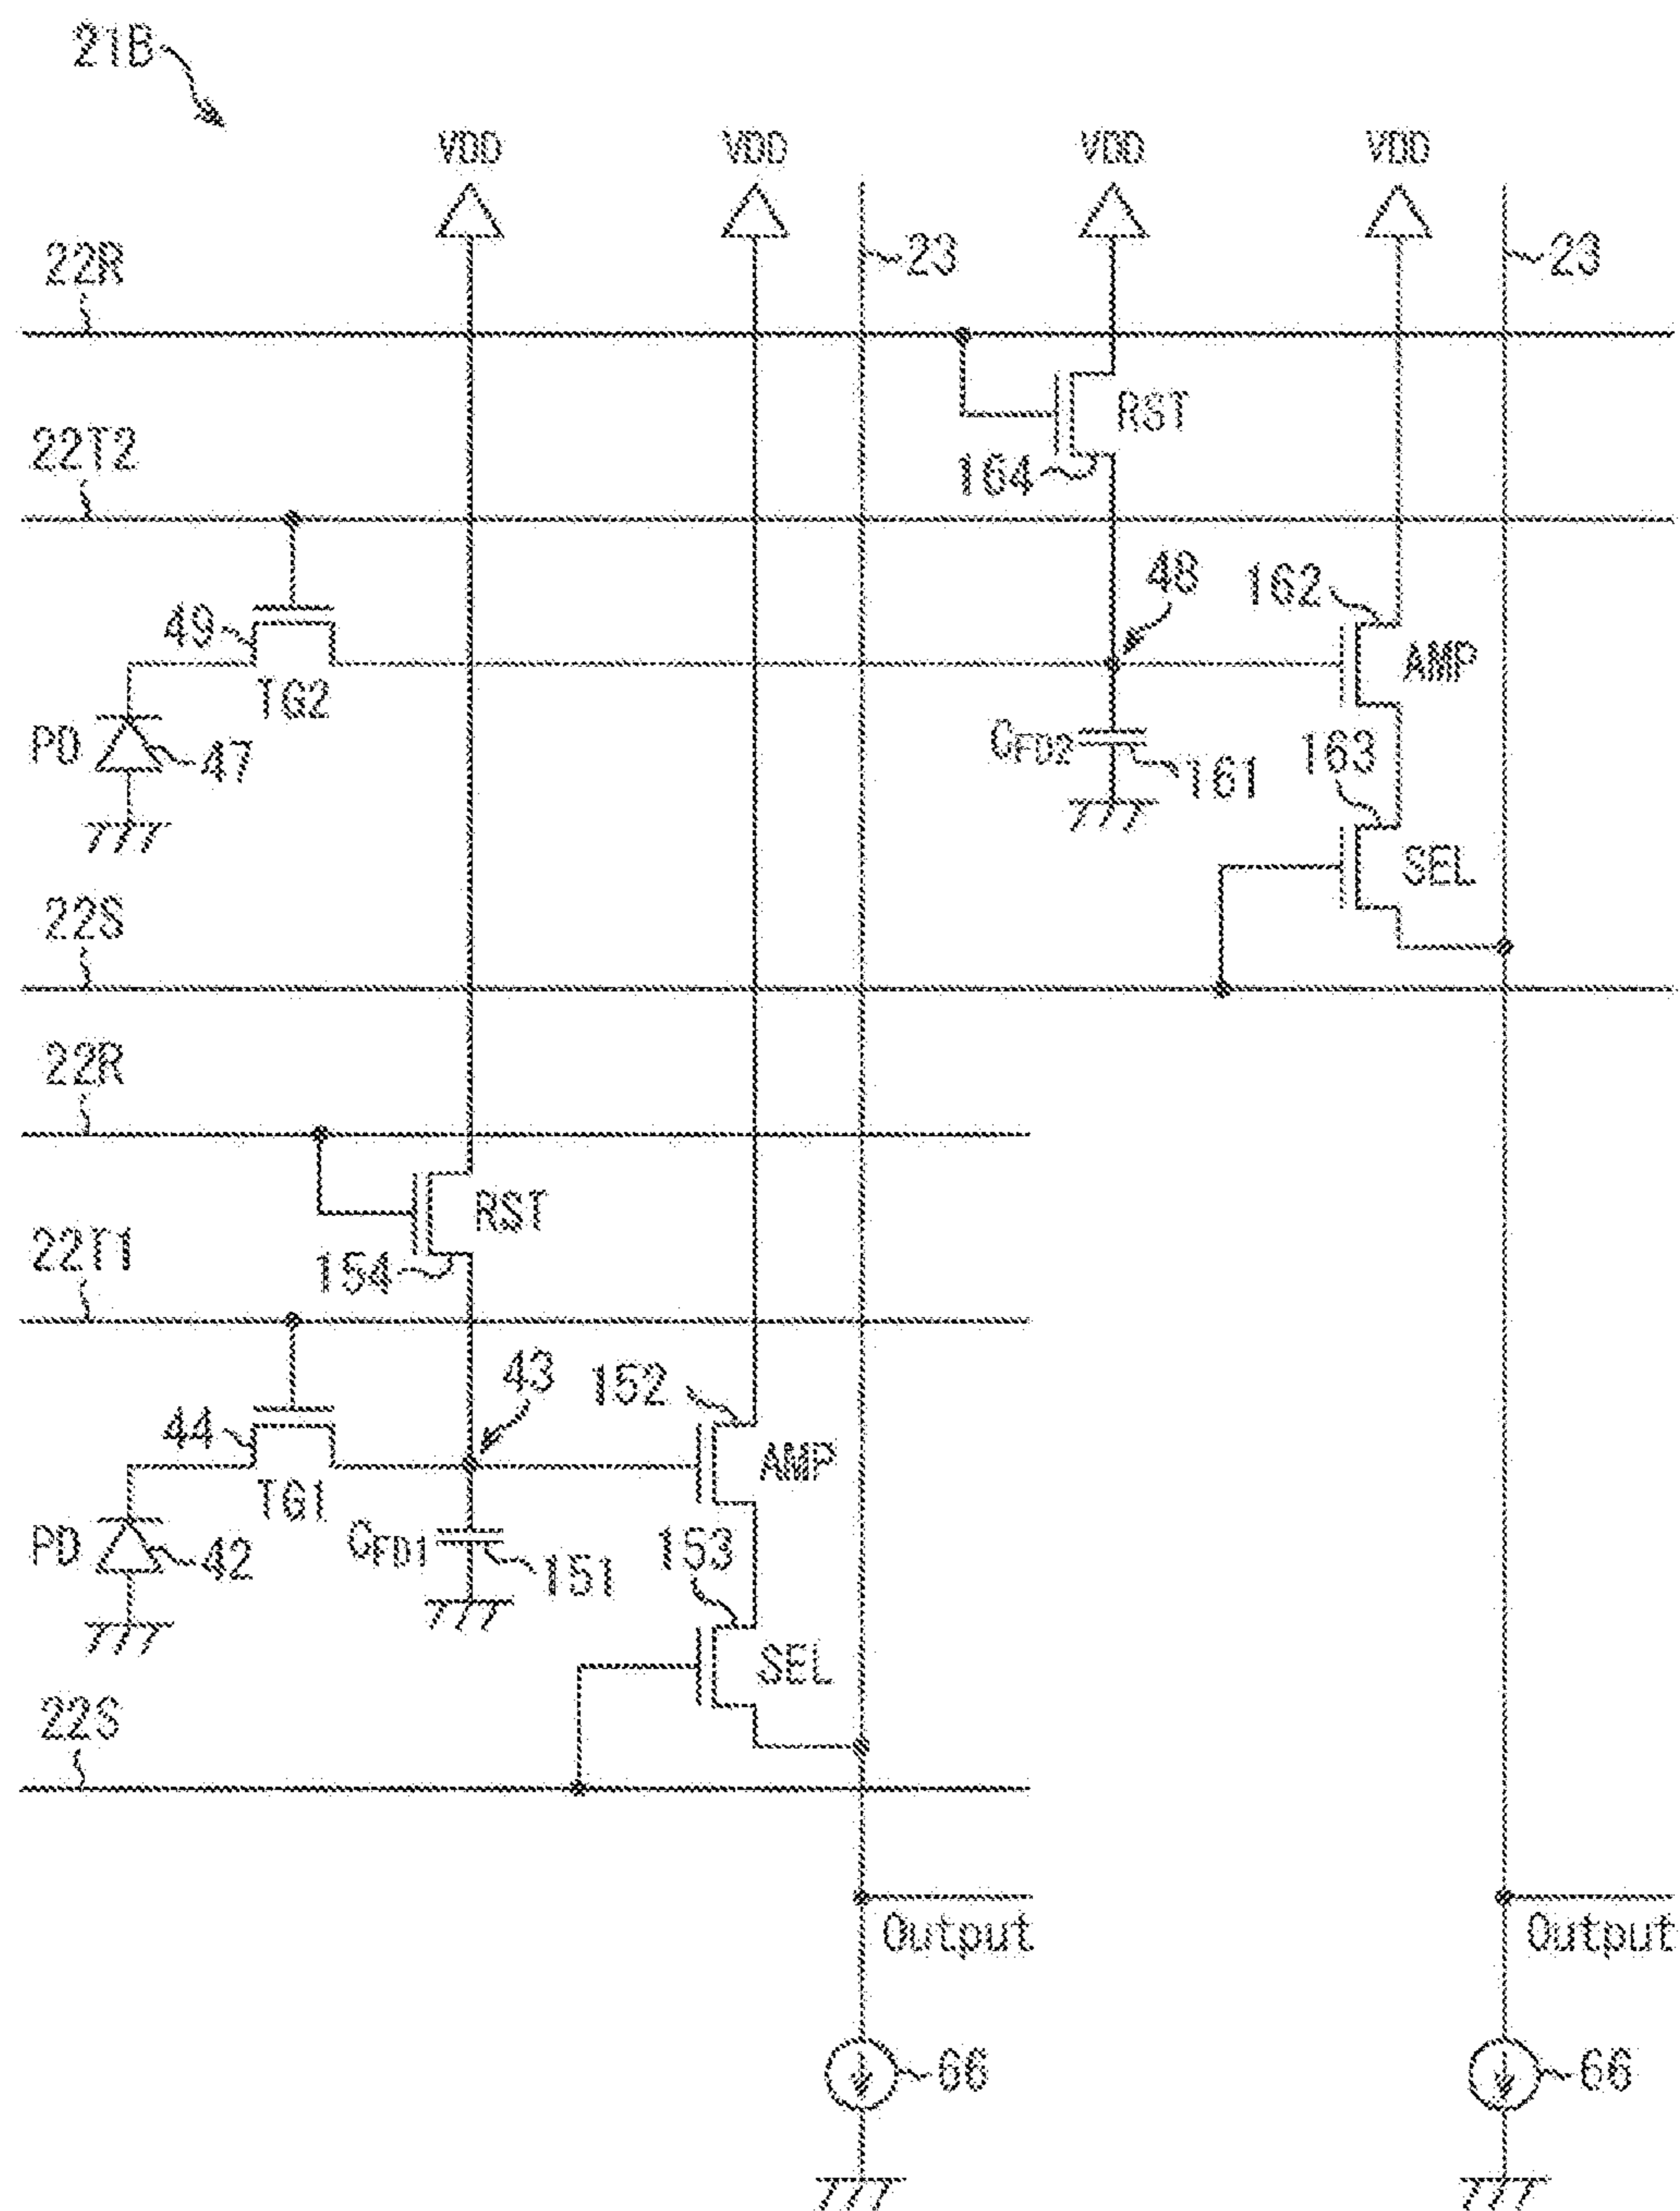 21B
VDD VDD VDD VDD
22R 23 23
RST
22T2 164
48 162
49 AMP
TG2
PD 47 CFD2 161 163
SEL
22S
22R
RST
22T1 154
43 152
44 AMP
TG1
PD 42 CFD1 151 153
SEL
22S
Output Output
66 66